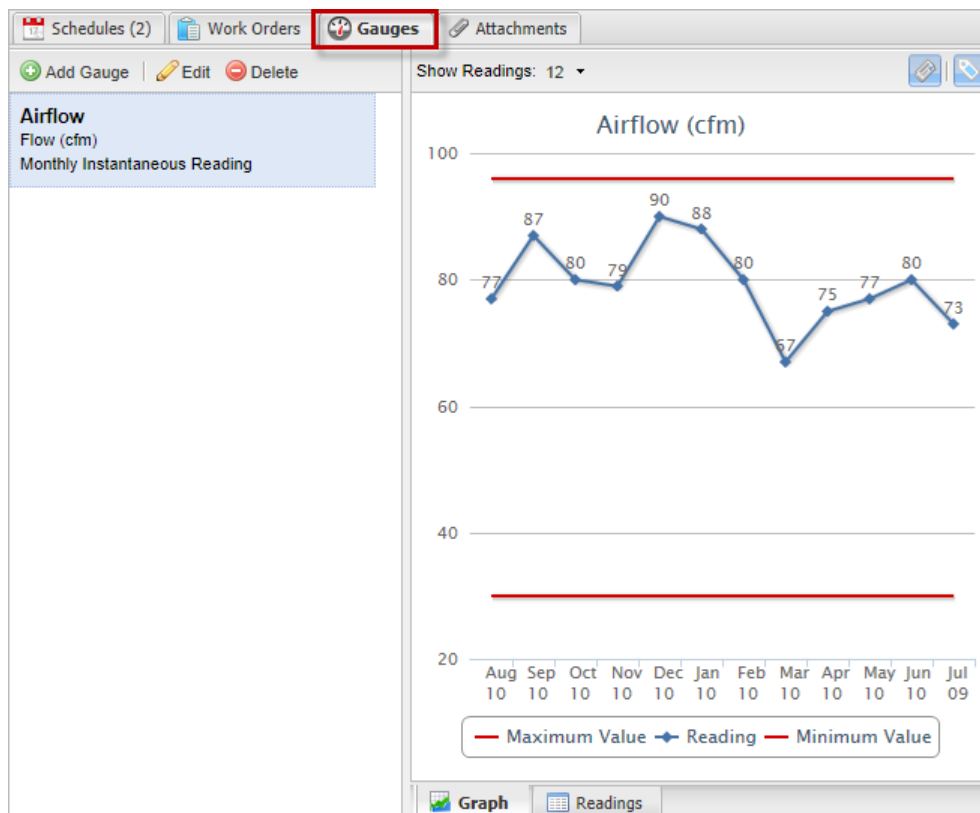 Schedules (2) Work Orders Gauges Attachments
Add Gauge Edit Delete
Show Readings: 12
Airflow
Flow (cfm)
Monthly Instantaneous Reading
Airflow (cfm)
100
80
60
40
20
77 87 80 79 90 88 80 67 75 77 80 73
Aug Sep Oct Nov Dec Jan Feb Mar Apr May Jun Jul
10 10 10 10 10 10 10 10 10 10 10 09
Maximum Value Reading Minimum Value
Graph Readings